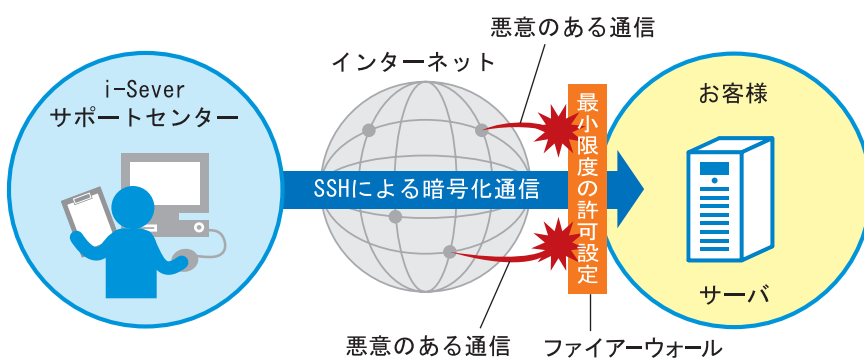 悪意のある通信
インターネット
i-Sever
サポートセンター
お客様
最小限度の許可設定
SSHによる暗号化通信
サーバ
悪意のある通信
ファイアーウォール